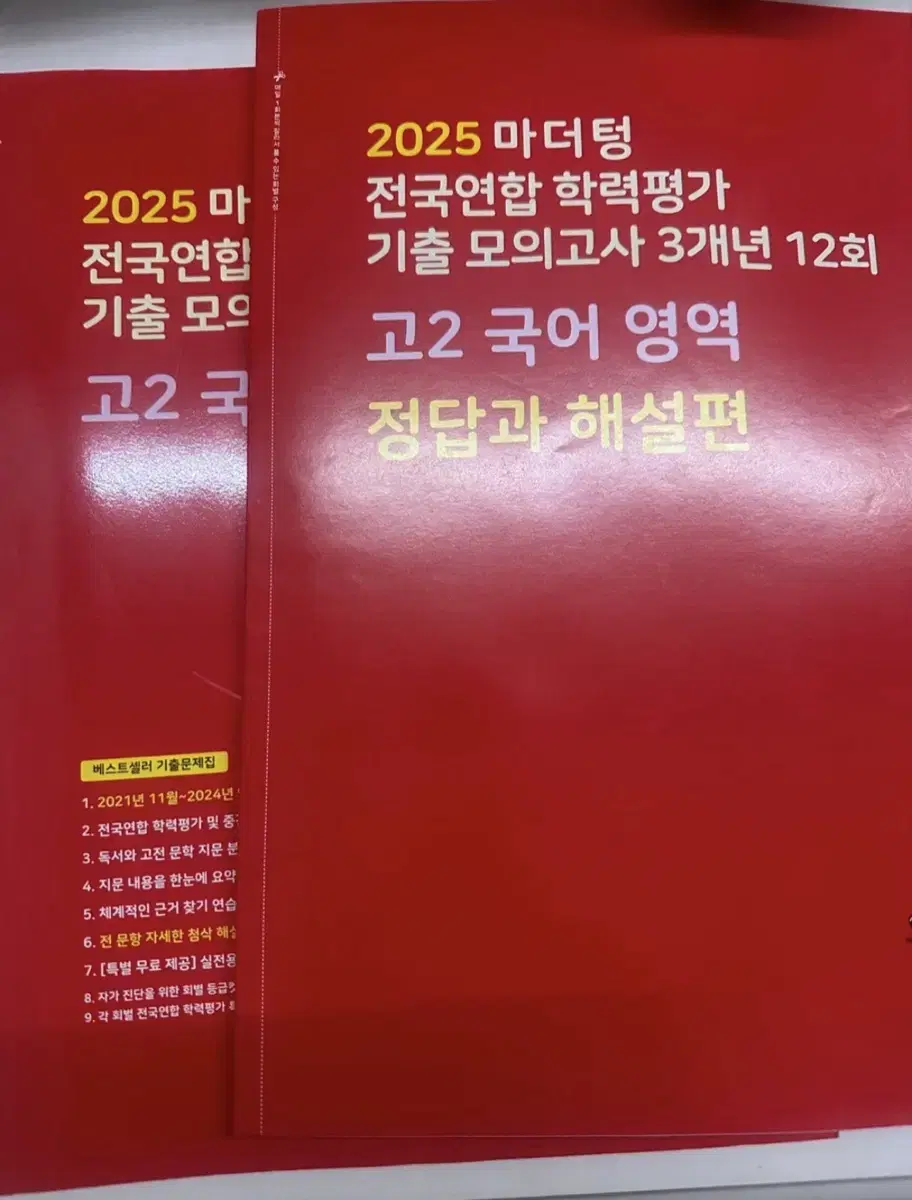 2025 마더텅
전국연합 학력평가
기출 모의고사 3개년 12회
고2 국어 영역
정답과 해설편
2025 마
전국연합
기출 모의
고2 국
베스트셀러 기출문제집
1. 2021년 11월~2024년
2. 전국연합 학력평가 및
3. 독서와 고전 문학 지문
4. 지문 내용을 한눈에 요약
5. 체계적인 근거 찾기 연습
6. 전 문항 자세한 첨삭 해설
7. [특별 무료 제공] 실전용
8. 자가 진단을 위한 회별 등급컷
9. 각 회별 전국연합 학력평가